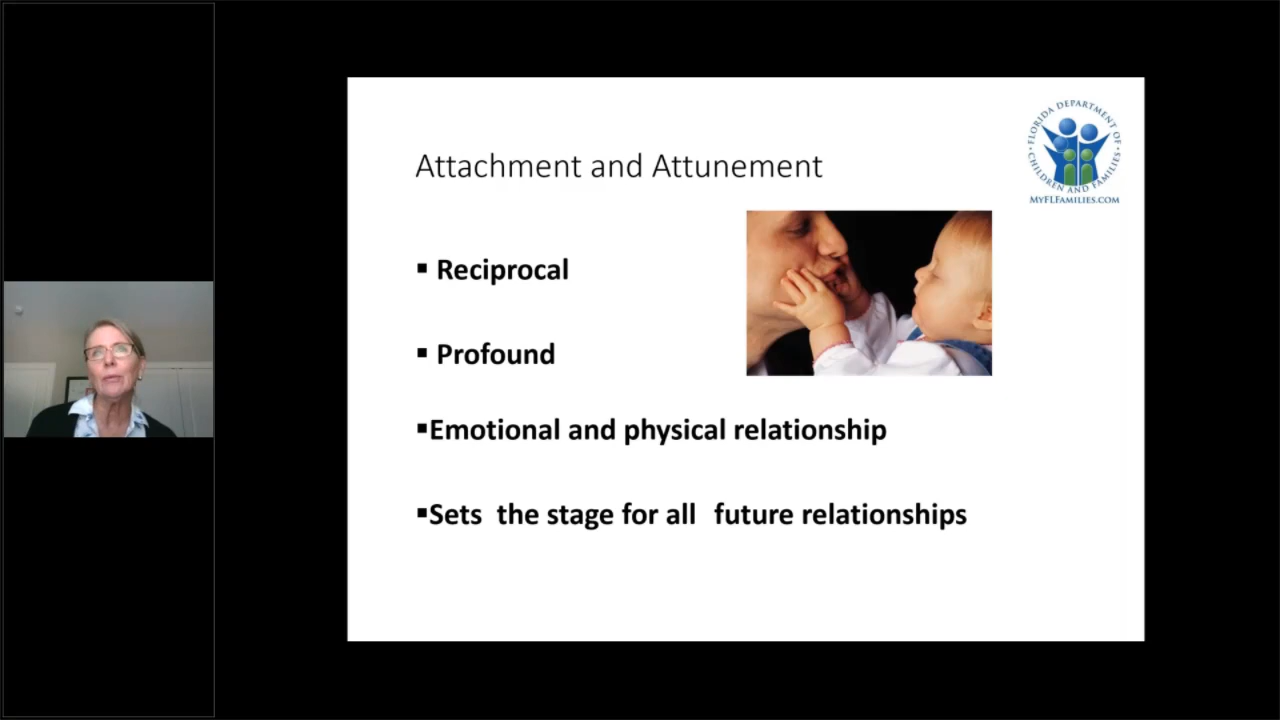 Attachment and Attunement
FLORIDA DEPARTMENT OF
CHILDREN AND FAMILIES
MYFLFAMILIES.COM
▪ Reciprocal
▪ Profound
▪Emotional and physical relationship
▪Sets the stage for all future relationships